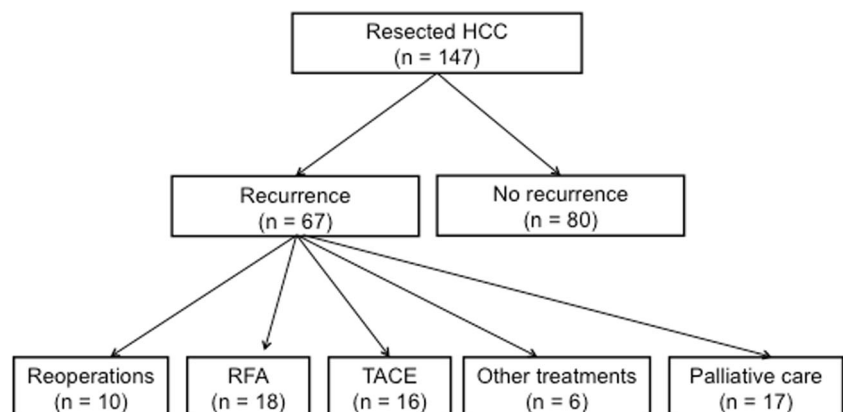 Resected HCC
(n = 147)
Recurrence
(n = 67)
No recurrence
(n = 80)
Reoperations
(n = 10)
RFA
(n = 18)
TACE
(n = 16)
Other treatments
(n = 6)
Palliative care
(n = 17)